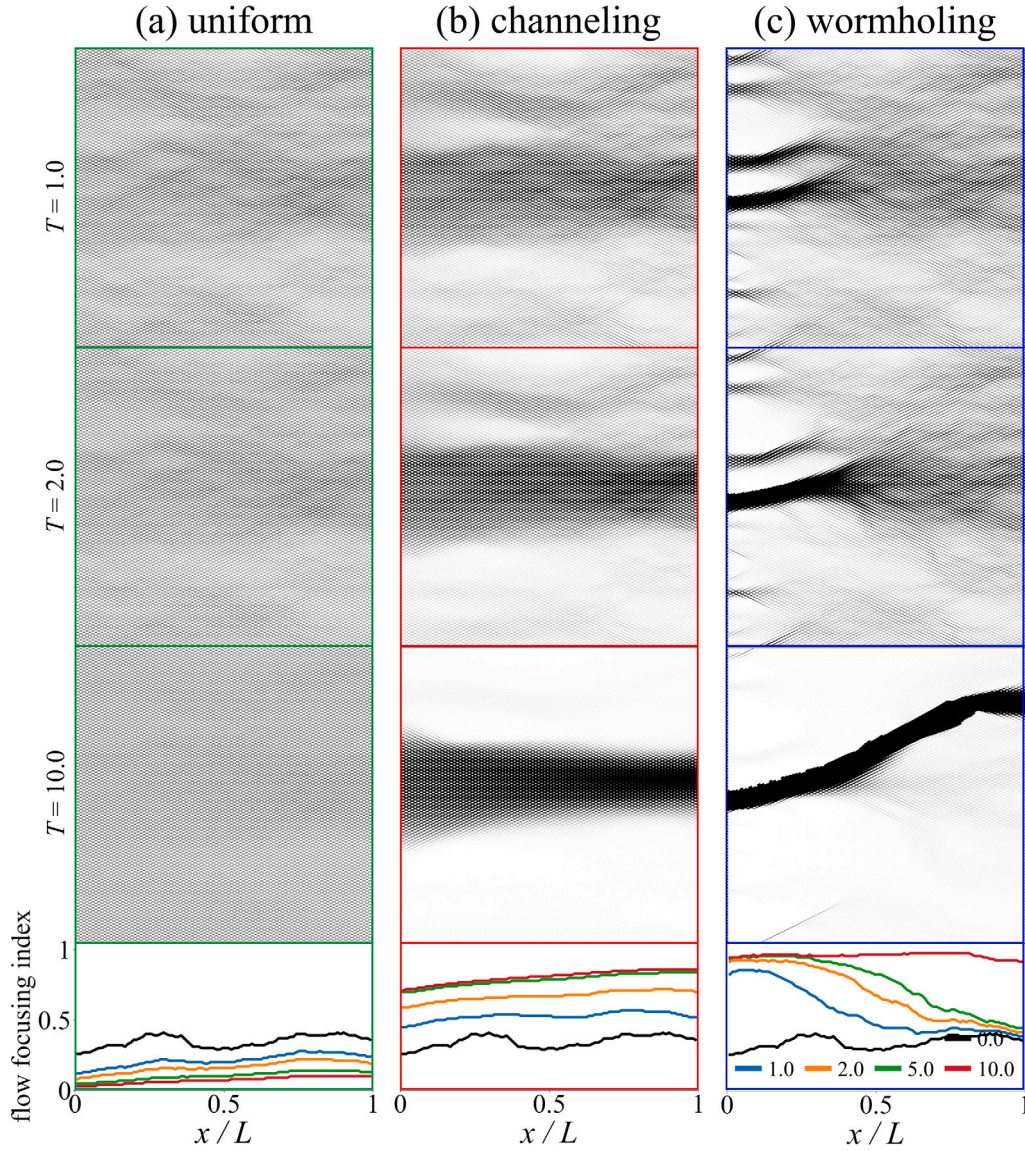 (a) uniform
(b) channeling
(c) wormholing
T = 1.0
T = 2.0
T = 10.0
flow focusing index
1
0.5
0
0.0
1.0
2.0
5.0
10.0
0
0.5
1
0
0.5
1
0
0.5
1
x / L
x / L
x / L